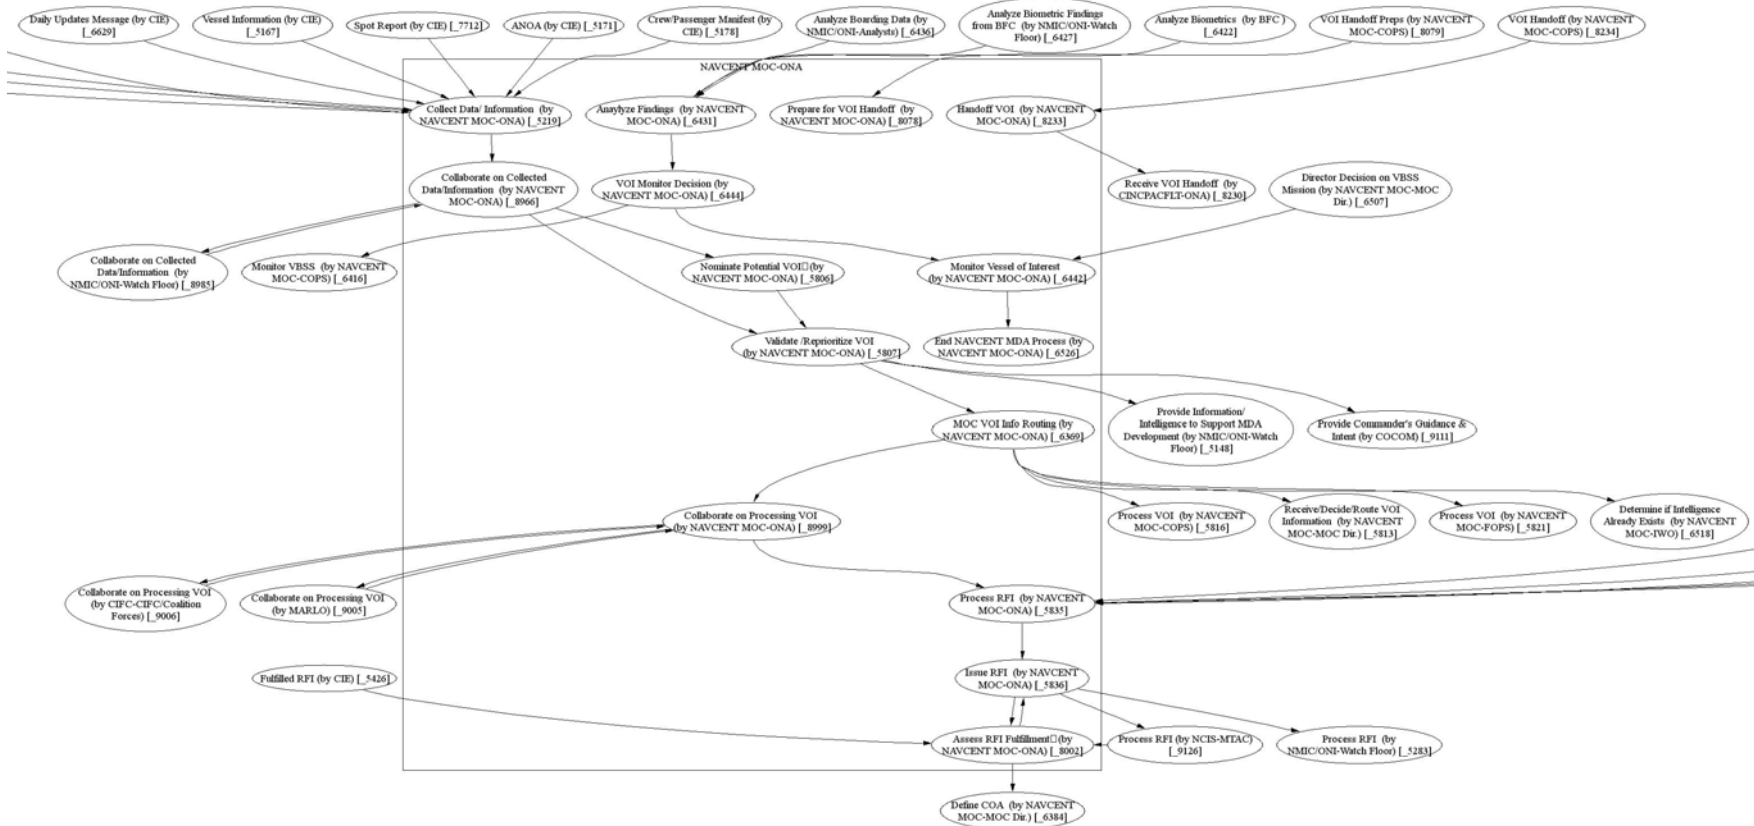 Daily Updates Message (by CIE)
[_6629]
Vessel Information (by CIE)
[_5167]
Spot Report (by CIE) [_7712]
ANOA (by CIE) [_5171]
Crew/Passenger Manifest (by
CIE) [_5178]
Analyze Boarding Data (by
NMIC/ONI-Analysts) [_6436]
Analyze Biometric Findings
from BFC (by NMIC/ONI-Watch
Floor) [_6427]
Analyze Biometrics (by BFC )
[_6422]
VOI Handoff Preps (by NAVCENT
MOC-COPS) [_8079]
VOI Handoff (by NAVCENT
MOC-COPS) [_8234]
NAVCENT MOC-ONA
Collect Data/ Information (by
NAVCENT MOC-ONA) [_5219]
Anaylyze Findings (by NAVCENT
MOC-ONA) [_6431]
Prepare for VOI Handoff (by
NAVCENT MOC-ONA) [_8078]
Handoff VOI (by NAVCENT
MOC-ONA) [_8233]
Collaborate on Collected
Data/Information (by NAVCENT
MOC-ONA) [_8966]
VOI Monitor Decision (by
NAVCENT MOC-ONA) [_6444]
Receive VOI Handoff (by
CINCPACFLT-ONA) [_8230]
Director Decision on VBSS
Mission (by NAVCENT MOC-MOC
Dir.) [_6507]
Collaborate on Collected
Data/Information (by
NMIC/ONI-Watch Floor) [_8985]
Monitor VBSS (by NAVCENT
MOC-COPS) [_6416]
Nominate Potential VOI□(by
NAVCENT MOC-ONA) [_5806]
Monitor Vessel of Interest
(by NAVCENT MOC-ONA) [_6442]
Validate /Reprioritize VOI
(by NAVCENT MOC-ONA) [_5807]
End NAVCENT MDA Process (by
NAVCENT MOC-ONA) [_6526]
MOC VOI Info Routing (by
NAVCENT MOC-ONA) [_6369]
Provide Information/
Intelligence to Support MDA
Development (by NMIC/ONI-Watch
Floor) [_5148]
Provide Commander's Guidance &
Intent (by COCOM) [_9111]
Collaborate on Processing VOI
(by NAVCENT MOC-ONA) [_8999]
Process VOI (by NAVCENT
MOC-COPS) [_5816]
Receive/Decide/Route VOI
Information (by NAVCENT
MOC-MOC Dir.) [_5813]
Process VOI (by NAVCENT
MOC-FOPS) [_5821]
Determine if Intelligence
Already Exists (by NAVCENT
MOC-IWO) [_6518]
Collaborate on Processing VOI
(by CIFC-CIFC/Coalition
Forces) [_9006]
Collaborate on Processing VOI
(by MARLO) [_9005]
Process RFI (by NAVCENT
MOC-ONA) [_5835]
Fulfilled RFI (by CIE) [_5426]
Issue RFI (by NAVCENT
MOC-ONA) [_5836]
Assess RFI Fulfillment□(by
NAVCENT MOC-ONA) [_8002]
Process RFI (by NCIS-MTAC)
[_9126]
Process RFI (by
NMIC/ONI-Watch Floor) [_5283]
Define COA (by NAVCENT
MOC-MOC Dir.) [_6384]